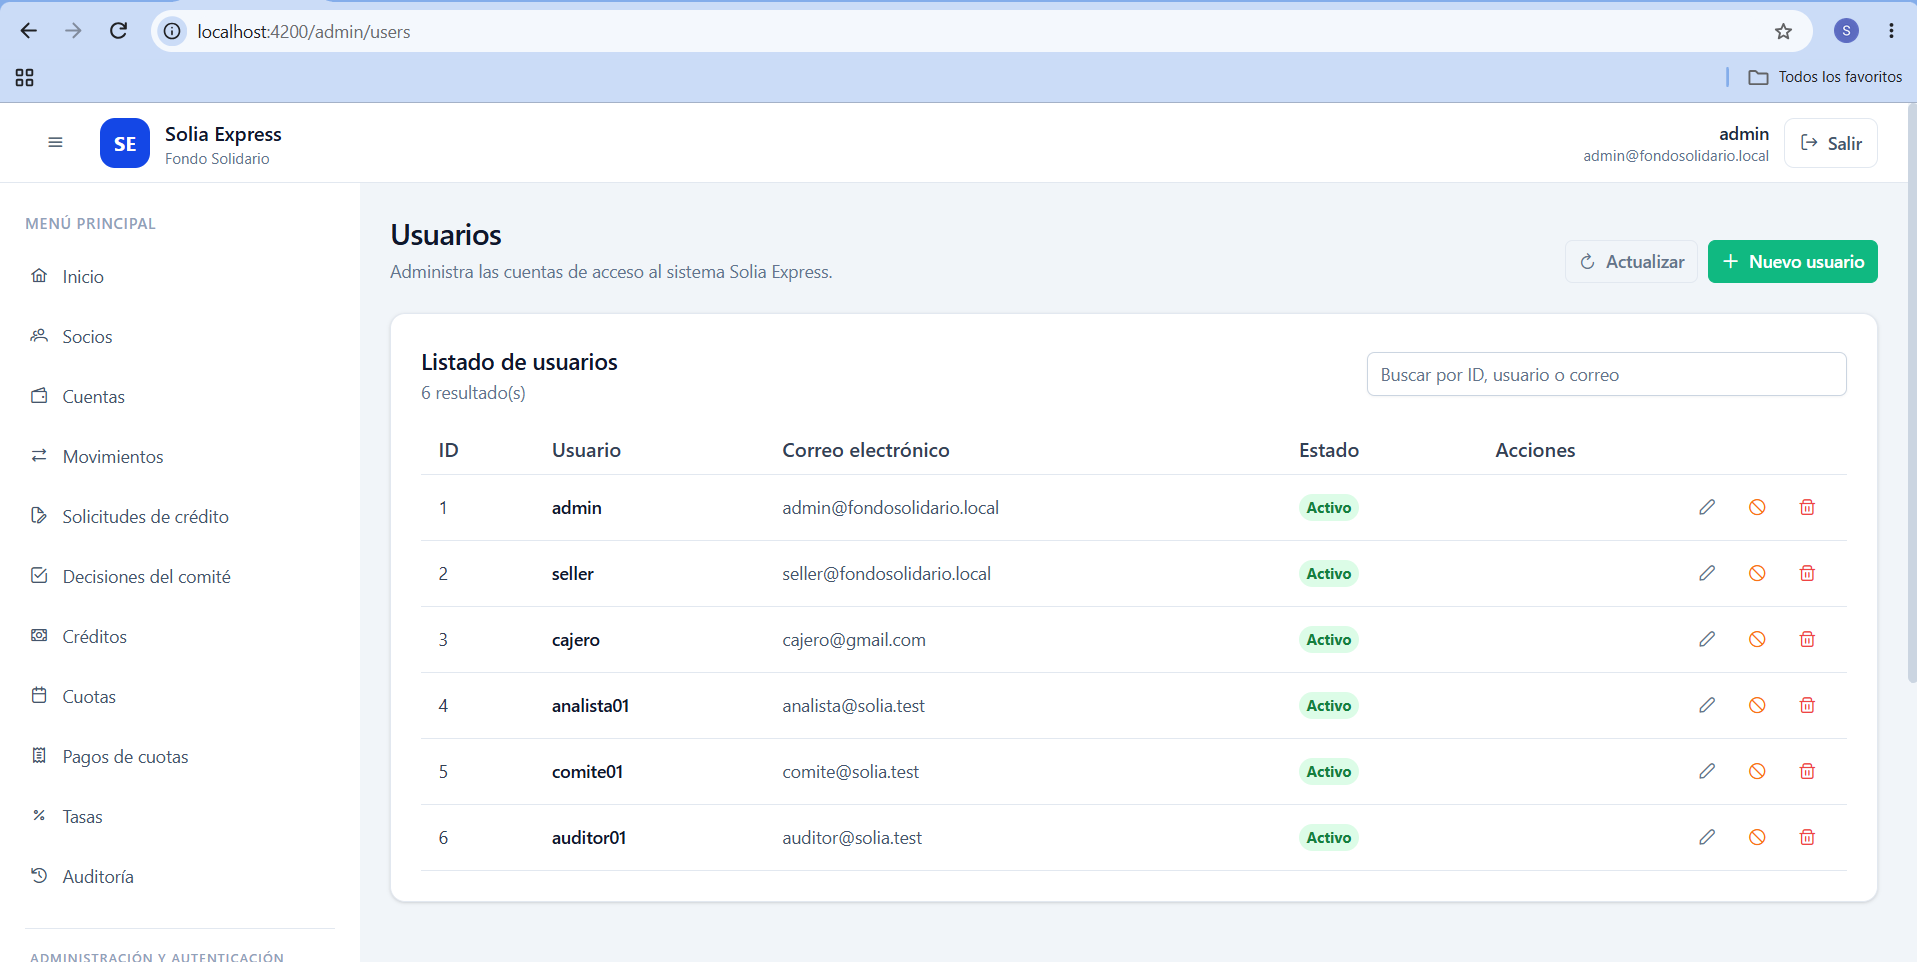 localhost:4200/admin/users
S
Todos los favoritos
SE
Solia Express
Fondo Solidario
admin
admin@fondosolidario.local
Salir
MENÚ PRINCIPAL
Inicio
Socios
Cuentas
Movimientos
Solicitudes de crédito
Decisiones del comité
Créditos
Cuotas
Pagos de cuotas
Tasas
Auditoría
ADMINISTRACIÓN Y AUTENTICACIÓN
Usuarios
Administra las cuentas de acceso al sistema Solia Express.
Actualizar
Nuevo usuario
Listado de usuarios
6 resultado(s)
Buscar por ID, usuario o correo
ID Usuario Correo electrónico Estado Acciones
1 admin admin@fondosolidario.local Activo
2 seller seller@fondosolidario.local Activo
3 cajero cajero@gmail.com Activo
4 analista01 analista@solia.test Activo
5 comite01 comite@solia.test Activo
6 auditor01 auditor@solia.test Activo